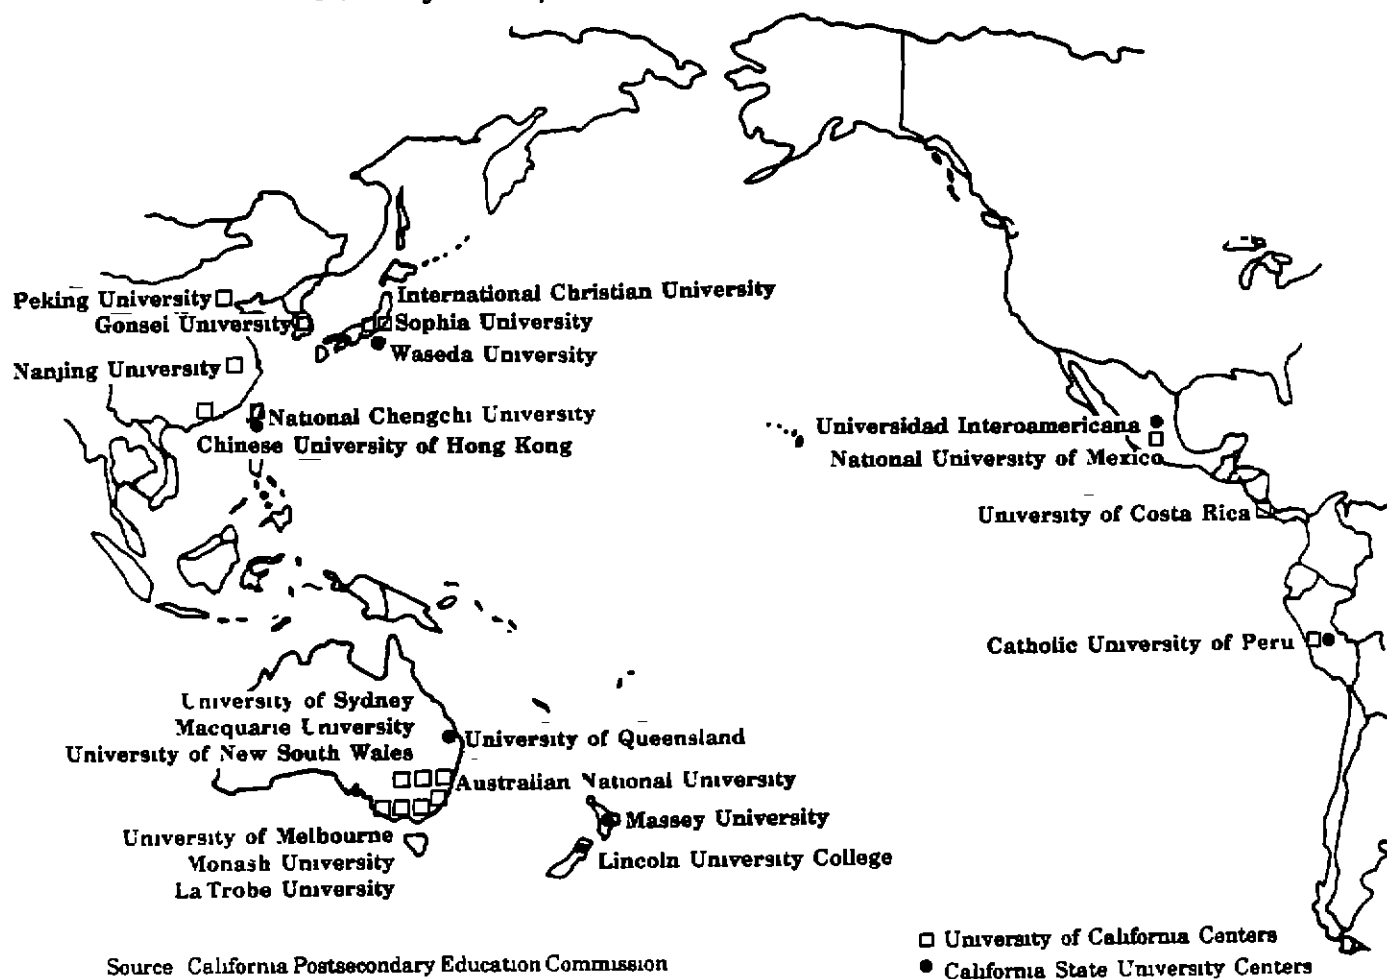 Peking University
Gonsei University
Nanjing University
International Christian University
Sophia University
Waseda University
National Chengchi University
Chinese University of Hong Kong
Universidad Interoamericana
National University of Mexico
University of Costa Rica
Catholic University of Peru
University of Sydney
Macquarie University
University of New South Wales
University of Queensland
Australian National University
University of Melbourne
Monash University
La Trobe University
Massey University
Lincoln University College
University of California Centers
California State University Centers
Source California Postsecondary Education Commission